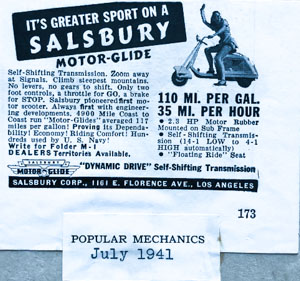 IT'S GREATER SPORT ON A
SALSBURY
MOTOR-GLIDE
Self-Shifting Transmission. Zoom away
at Signals. Climb steepest mountains.
No levers, no gears to shift. Only two
foot controls, a throttle for GO, a brake
for STOP. Salsbury pioneered first mo-
tor scooter. Always first with engineer-
ing developments. 4900 Mile Coast to
Coast run "Motor-Glides" averaged 117
miles per gallon! Proving its Dependa-
bility! Economy! Riding Comfort! Hun-
dreds used by U. S. Navy!
Write for Folder M-1
DEALERS Territories Available.
110 MI. PER GAL.
35 MI. PER HOUR
• 2.3 HP Motor Rubber
Mounted on Sub Frame
• Self-Shifting Transmis-
sion (14-1 LOW to 4-1
HIGH automatically)
• "Floating Ride" Seat
SALSBURY
MOTOR GLIDE
"DYNAMIC DRIVE" Self-Shifting Transmission
SALSBURY CORP., 1161 E. FLORENCE AVE., LOS ANGELES
173
POPULAR MECHANICS
July 1941